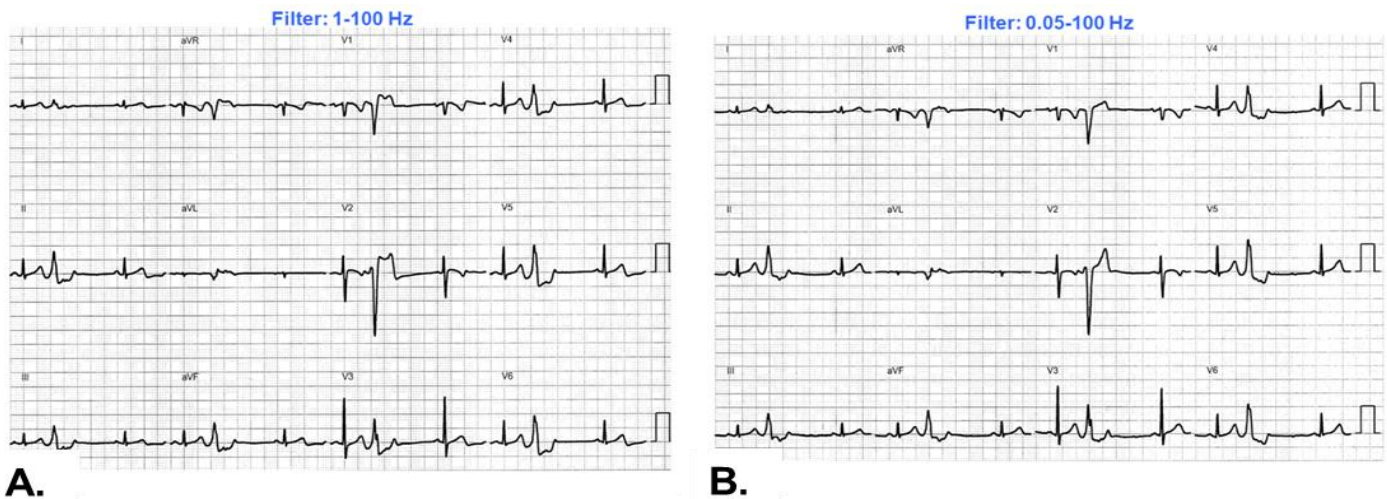 Filter: 1-100 Hz
I aVR V1 V4
II aVL V2 V5
III aVF V3 V6
A.
Filter: 0.05-100 Hz
I aVR V1 V4
II aVL V2 V5
III aVF V3 V6
B.